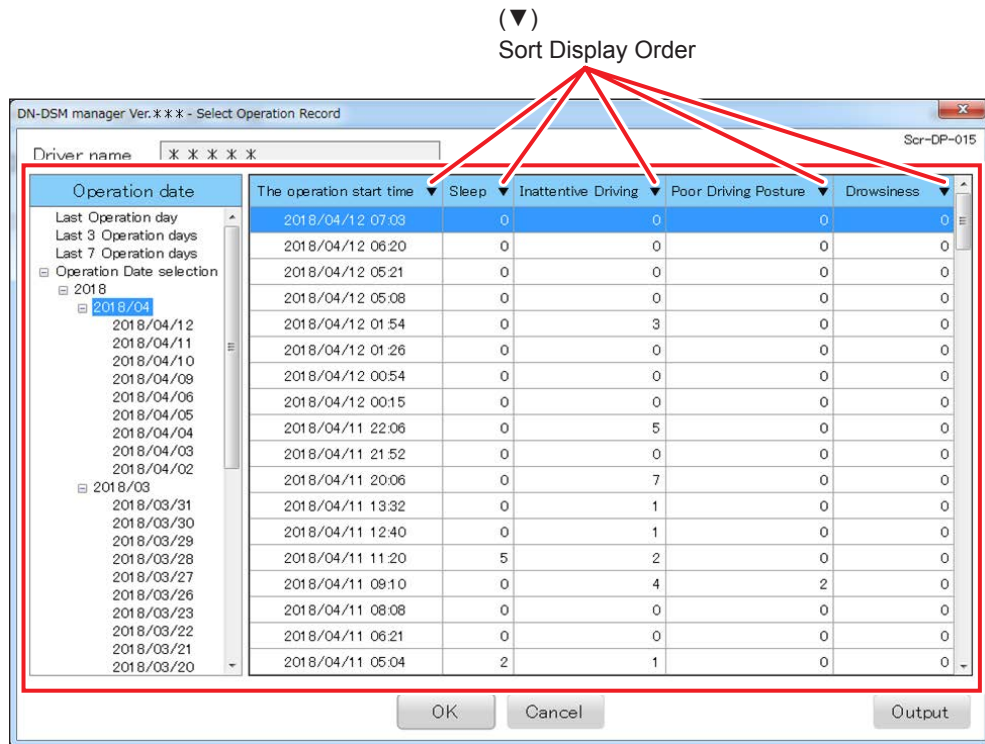 (▼)
Sort Display Order
DN-DSM manager Ver.*** - Select Operation Record
Scr-DP-015
Driver name * * * * *
Operation date
Last Operation day
Last 3 Operation days
Last 7 Operation days
Operation Date selection
2018
2018/04
2018/04/12
2018/04/11
2018/04/10
2018/04/09
2018/04/06
2018/04/05
2018/04/04
2018/04/03
2018/04/02
2018/03
2018/03/31
2018/03/30
2018/03/29
2018/03/28
2018/03/27
2018/03/26
2018/03/23
2018/03/22
2018/03/21
2018/03/20
The operation start time ▼ Sleep ▼ Inattentive Driving ▼ Poor Driving Posture ▼ Drowsiness ▼
2018/04/12 07:03 0 0 0 0
2018/04/12 06:20 0 0 0 0
2018/04/12 05:21 0 0 0 0
2018/04/12 05:08 0 0 0 0
2018/04/12 01:54 0 3 0 0
2018/04/12 01:26 0 0 0 0
2018/04/12 00:54 0 0 0 0
2018/04/12 00:15 0 0 0 0
2018/04/11 22:06 0 5 0 0
2018/04/11 21:52 0 0 0 0
2018/04/11 20:06 0 7 0 0
2018/04/11 13:32 0 1 0 0
2018/04/11 12:40 0 1 0 0
2018/04/11 11:20 5 2 0 0
2018/04/11 09:10 0 4 2 0
2018/04/11 08:08 0 0 0 0
2018/04/11 06:21 0 0 0 0
2018/04/11 05:04 2 1 0 0
OK Cancel Output